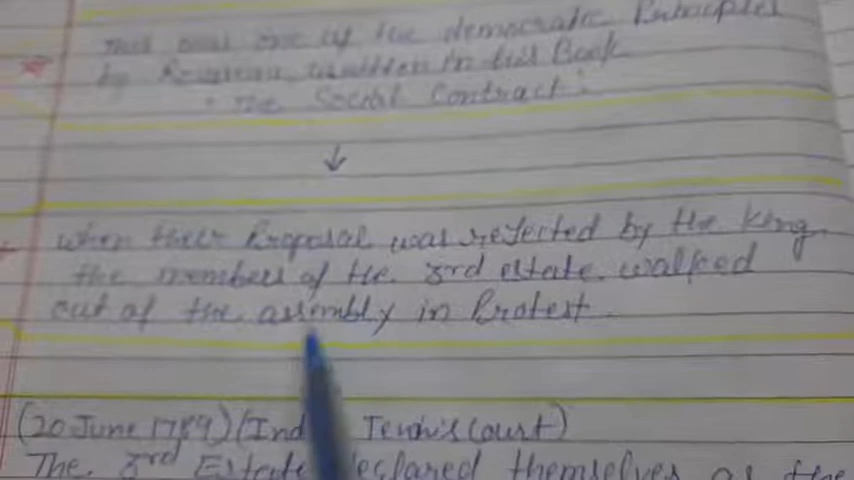 This was one of the democratic Principles
by Rousseau written in his Book
" The Social Contract".
When their Proposal was rejected by the King
the members of the 3rd estate walked
out of the assembly in Protest.
(20 June 1789) (Ind Tennis Court)
The 3rd Estate declared themselves as the